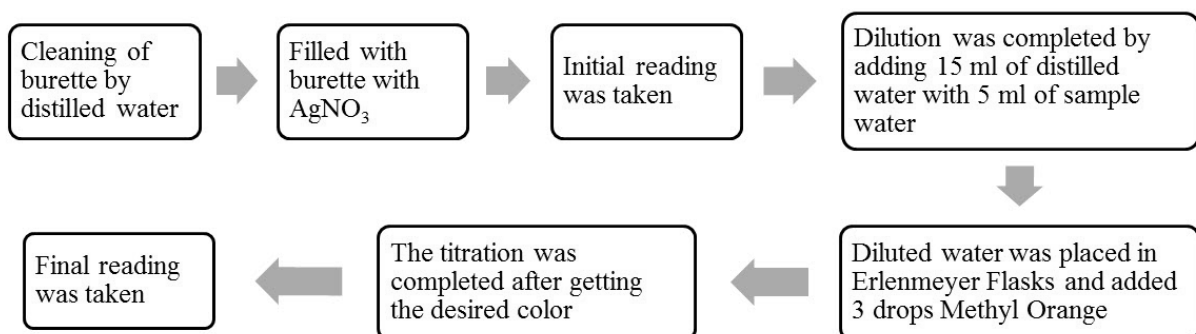 Cleaning of
burette by
distilled water
Filled with
burette with
AgNO₃
Initial reading
was taken
Dilution was completed by
adding 15 ml of distilled
water with 5 ml of sample
water
Diluted water was placed in
Erlenmeyer Flasks and added
3 drops Methyl Orange
The titration was
completed after getting
the desired color
Final reading
was taken